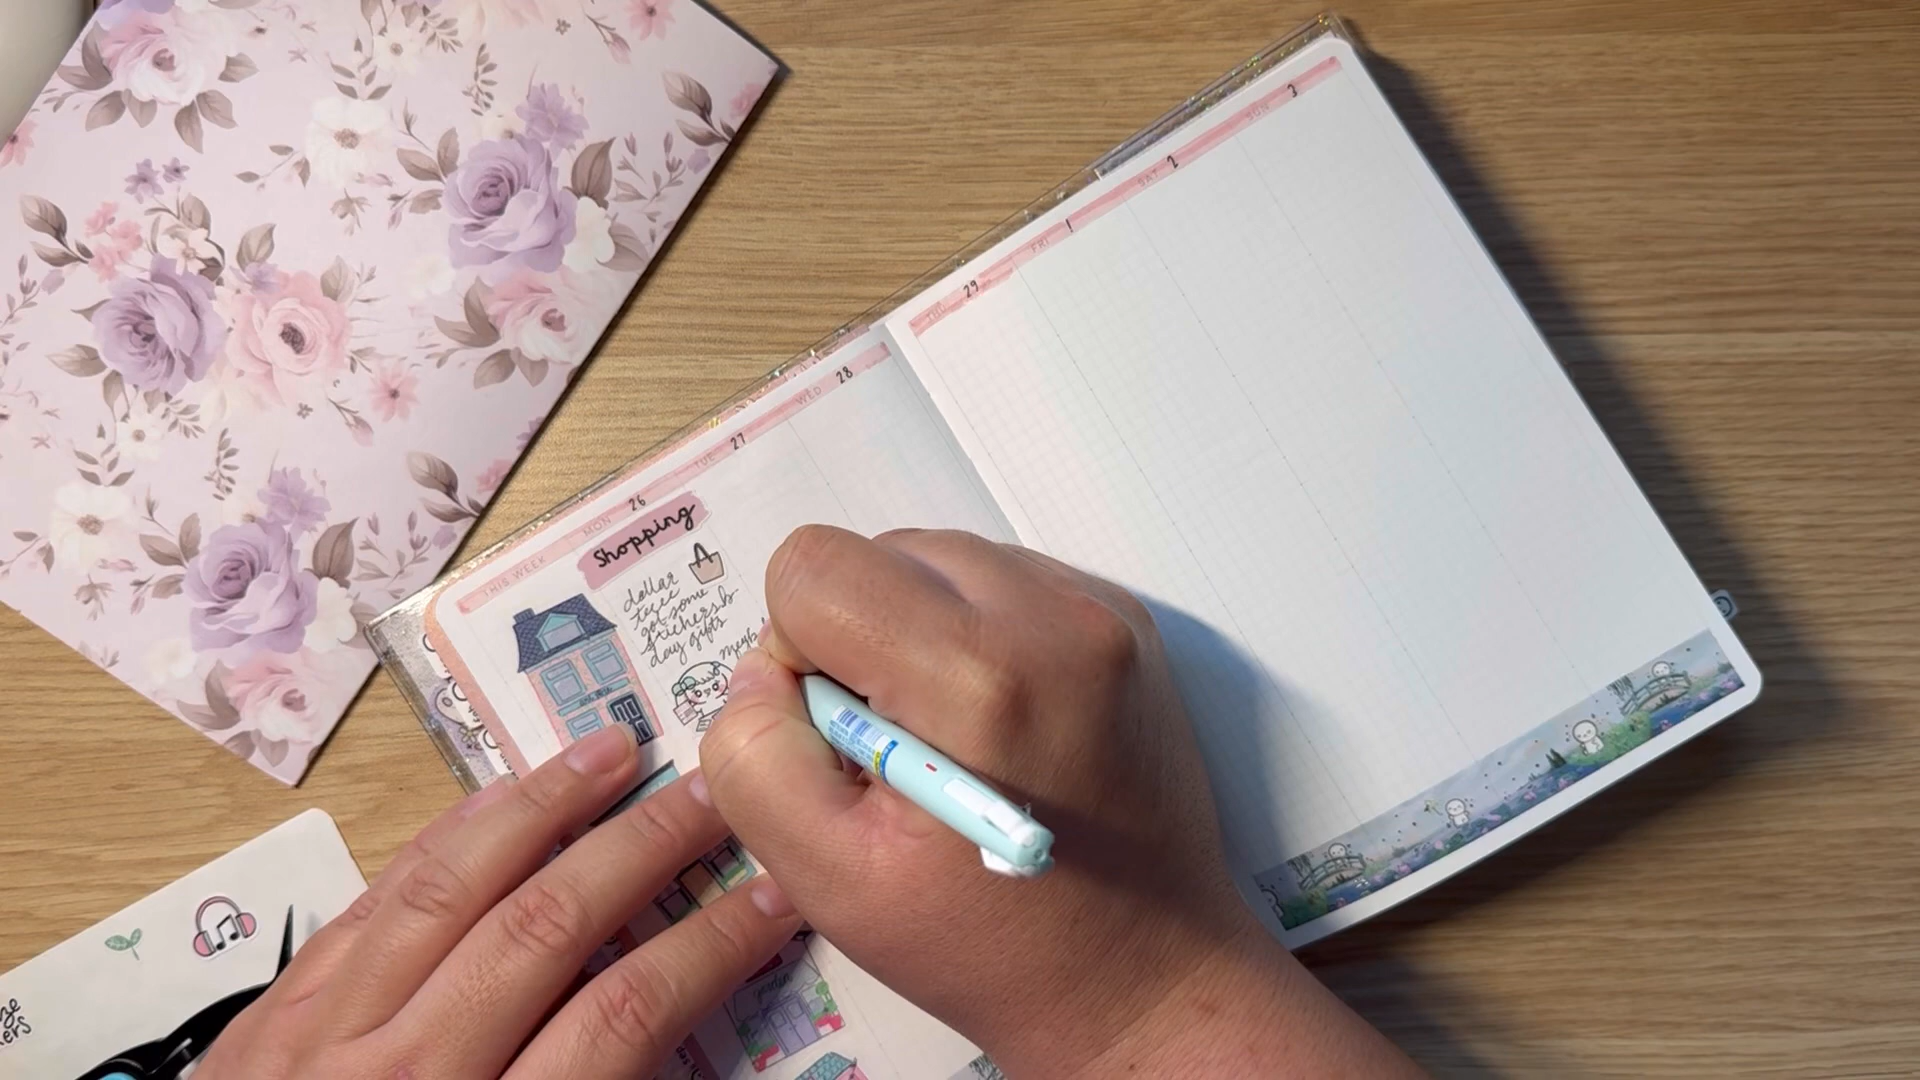 THIS WEEK
MON 26
TUE 27
WED 28
THU 29
FRI 1
SAT 2
SUN 3
Shopping
dollar
tree
got some
stickers b
day gifts
garden